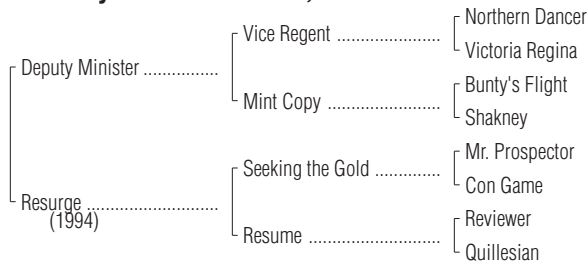 Northern Dancer
Vice Regent ........................
Victoria Regina
Deputy Minister .................
Bunty's Flight
Mint Copy ..........................
Shakney
Mr. Prospector
Seeking the Gold ...............
Con Game
Resurge ..............................
(1994)
Reviewer
Resume ..............................
Quillesian